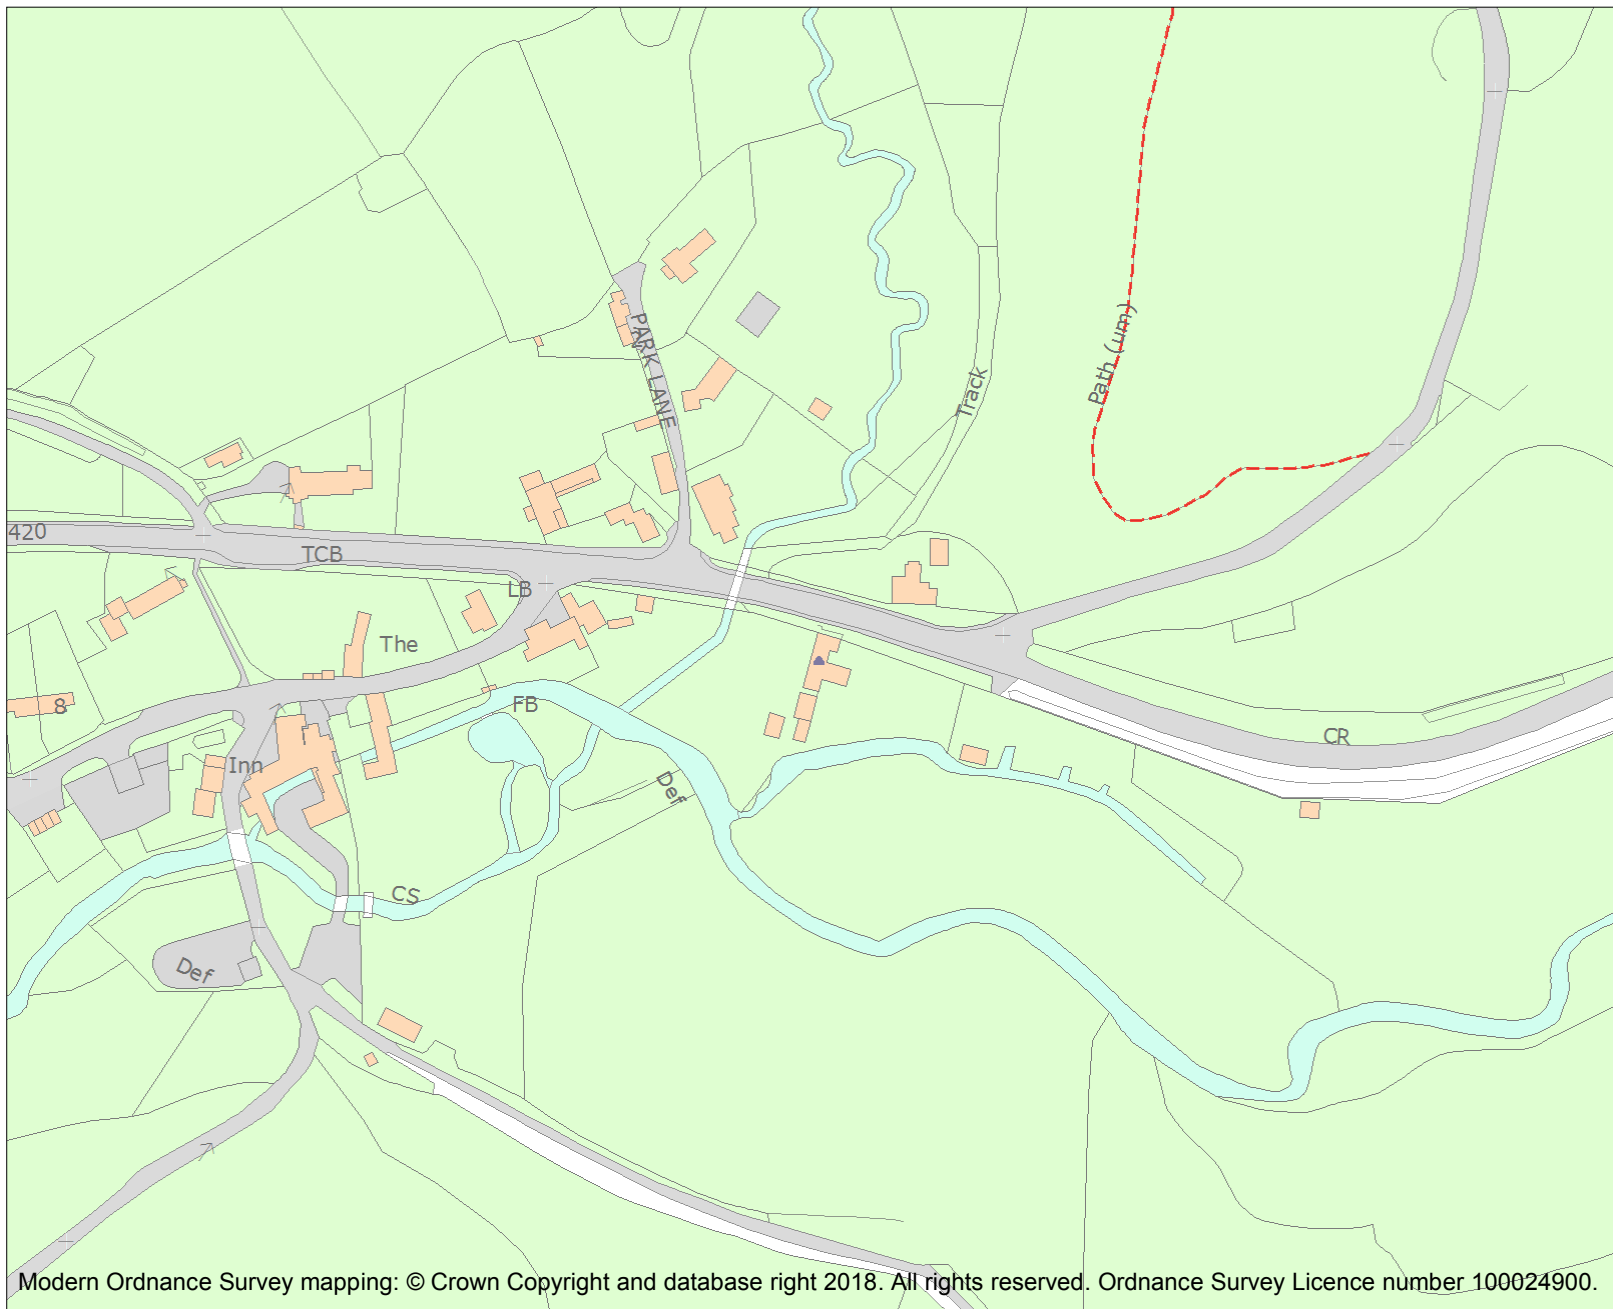 Path (um)
PARK LANE
Track
420
TCB
LB
The
8
FB
CR
Inn
Def
CS
Def
Modern Ordnance Survey mapping: © Crown Copyright and database right 2018. All rights reserved. Ordnance Survey Licence number 100024900.